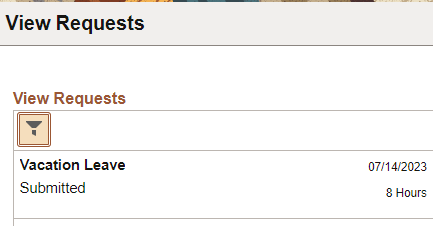 View Requests
View Requests
Vacation Leave 07/14/2023
Submitted 8 Hours